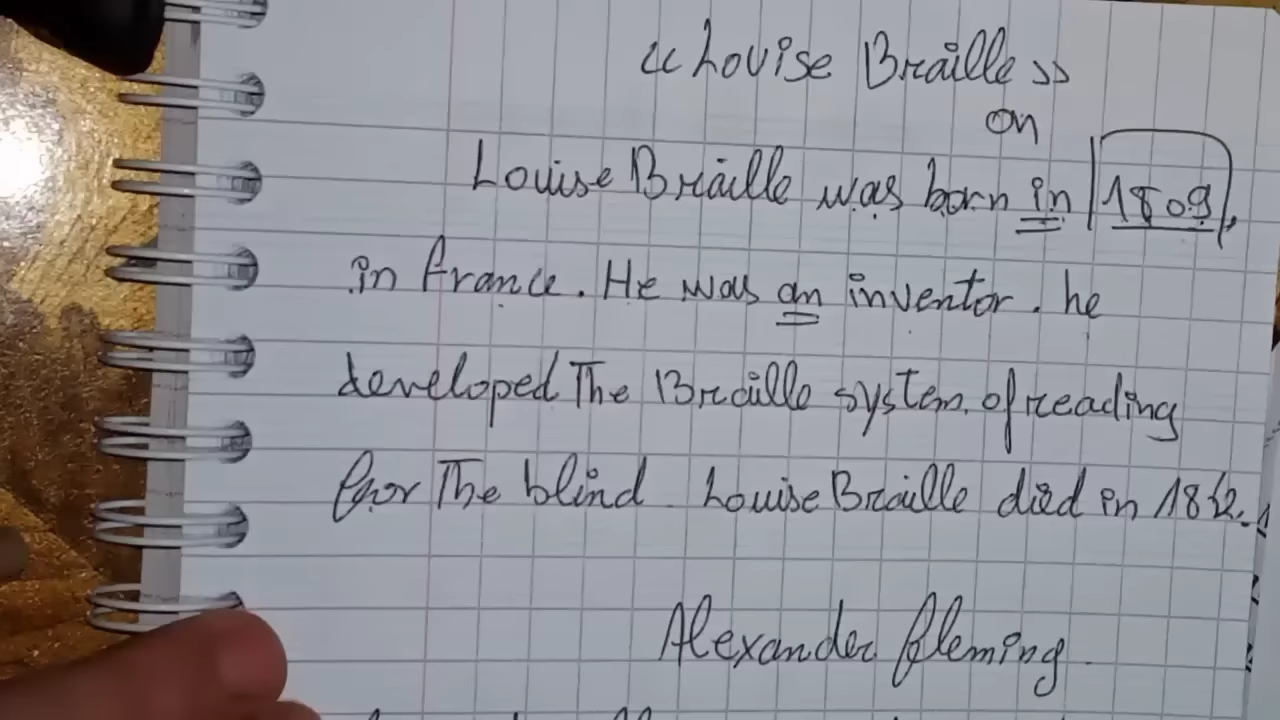 << Louise Braille >>
on
Louise Braille was born in 1809,
in france. He was an inventor. he
developed The Braille system of reading
for The blind. Louise Braille died in
Alexander fleming